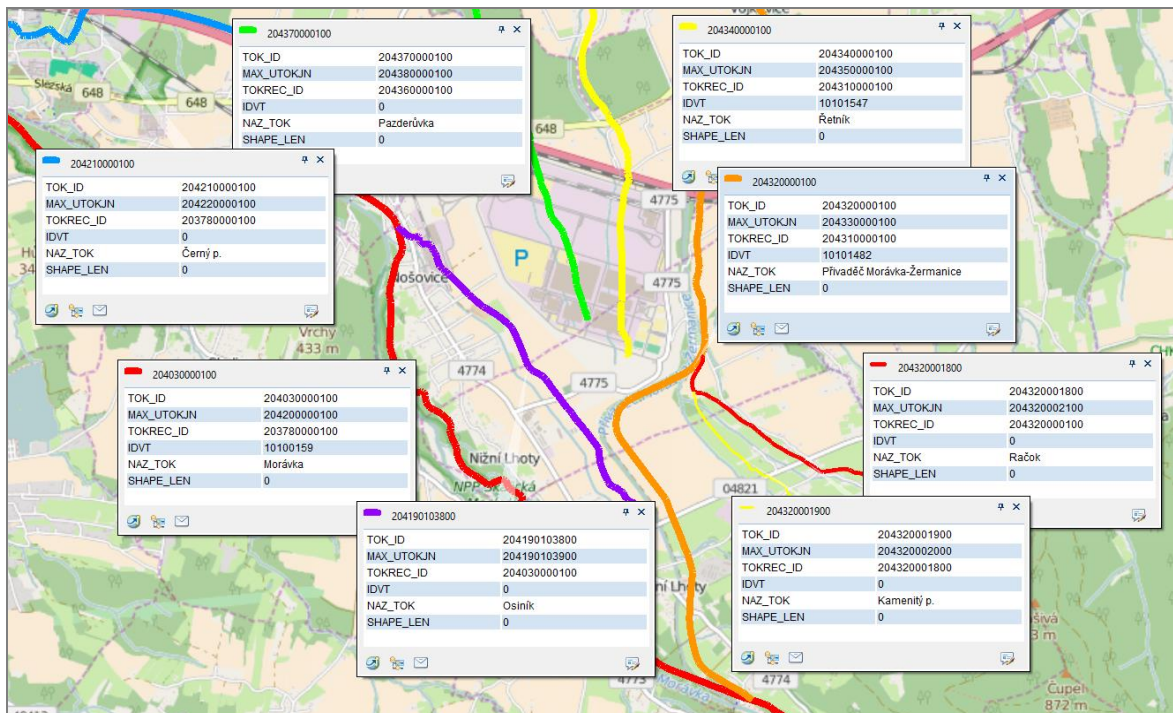 Vojkovice
204370000100
TOK_ID 204370000100
MAX_UTOKJN 204380000100
TOKREC_ID 204360000100
IDVT 0
NAZ_TOK Pazderůvka
SHAPE_LEN 0
204340000100
TOK_ID 204340000100
MAX_UTOKJN 204350000100
TOKREC_ID 204310000100
IDVT 10101547
NAZ_TOK Řetník
SHAPE_LEN 0
Slezská
648
648
648
204210000100
TOK_ID 204210000100
MAX_UTOKJN 204220000100
TOKREC_ID 203780000100
IDVT 0
NAZ_TOK Černý p.
SHAPE_LEN 0
204320000100
TOK_ID 204320000100
MAX_UTOKJN 204330000100
TOKREC_ID 204310000100
IDVT 10101482
NAZ_TOK Přivaděč Morávka-Žermanice
SHAPE_LEN 0
4775
P
Nošovice
4775
Vrchy
433 m
4774
4775
204030000100
TOK_ID 204030000100
MAX_UTOKJN 204200000100
TOKREC_ID 203780000100
IDVT 10100159
NAZ_TOK Morávka
SHAPE_LEN 0
204320001800
TOK_ID 204320001800
MAX_UTOKJN 204320002100
TOKREC_ID 204320000100
IDVT 0
NAZ_TOK Račok
SHAPE_LEN 0
Nižní Lhoty
NPP
04821
204190103800
TOK_ID 204190103800
MAX_UTOKJN 204190103900
TOKREC_ID 204030000100
IDVT 0
NAZ_TOK Osiník
SHAPE_LEN 0
204320001900
TOK_ID 204320001900
MAX_UTOKJN 204320002000
TOKREC_ID 204320001800
IDVT 0
NAZ_TOK Kamenitý p.
SHAPE_LEN 0
Lhoty
4773
Morávka
4774
Čupel
872 m